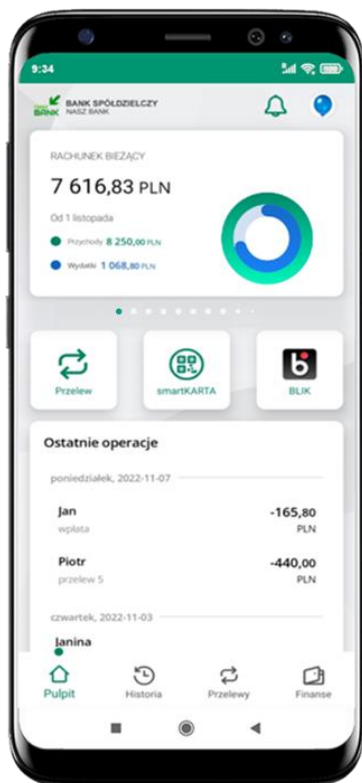 9:34
BANK SPÓŁDZIELCZY
NASZ BANK
RACHUNEK BIEŻĄCY
7 616,83 PLN
Od 1 listopada
Przychody 8 250,00 PLN
Wydatki 1 068,80 PLN
Przelew
smartKARTA
BLIK
Ostatnie operacje
poniedziałek, 2022-11-07
Jan -165,80
wpłata PLN
Piotr -440,00
przelew 5 PLN
czwartek, 2022-11-03
Janina
Pulpit Historia Przelewy Finanse